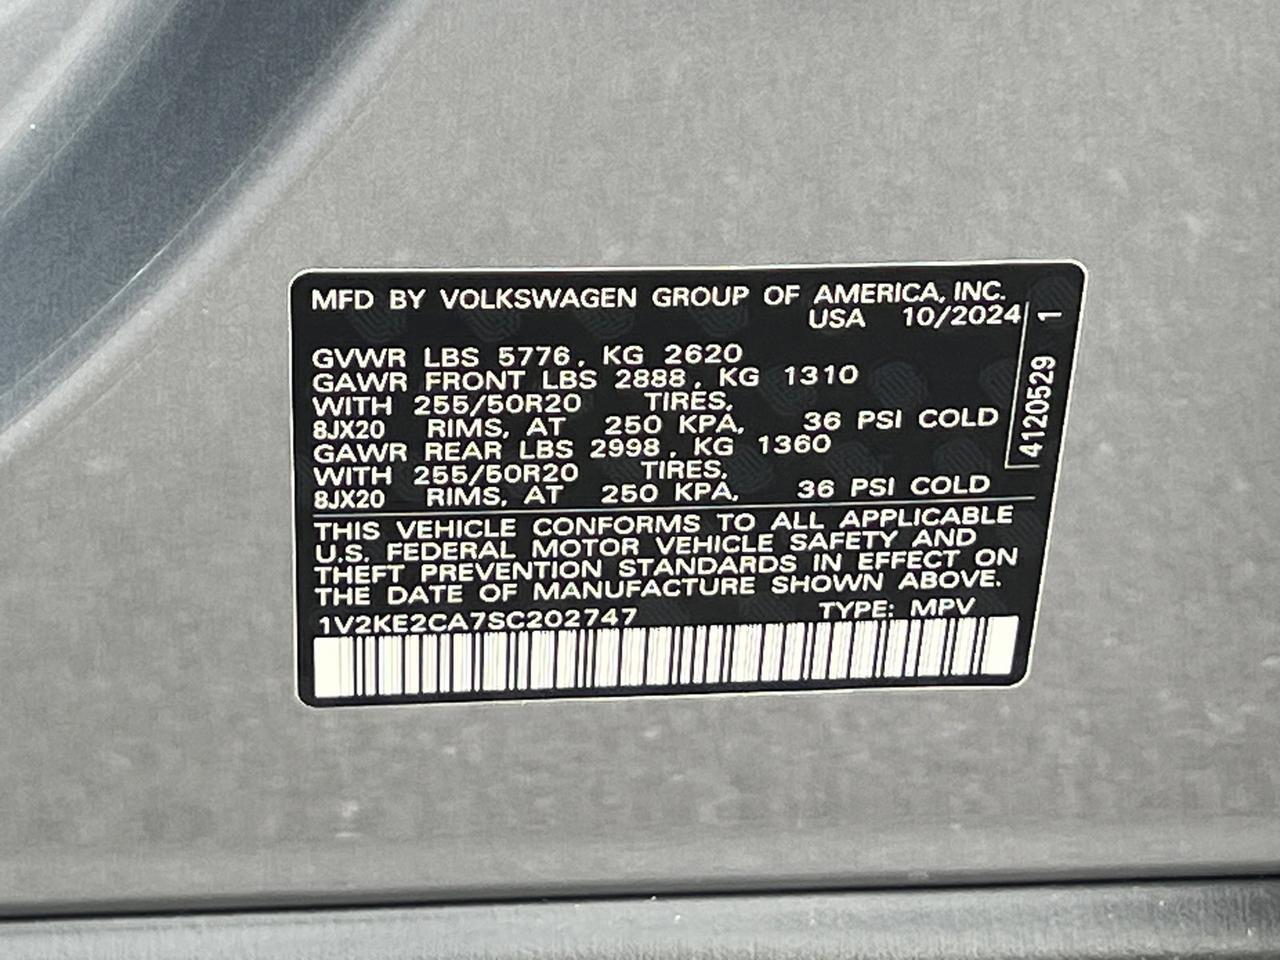 MFD BY VOLKSWAGEN GROUP OF AMERICA, INC.
USA 10/2024
GVWR LBS 5776, KG 2620
GAWR FRONT LBS 2888, KG 1310
WITH 255/50R20 TIRES,
8JX20 RIMS, AT 250 KPA, 36 PSI COLD
GAWR REAR LBS 2998, KG 1360
WITH 255/50R20 TIRES,
8JX20 RIMS, AT 250 KPA, 36 PSI COLD
4120529 1
THIS VEHICLE CONFORMS TO ALL APPLICABLE
U.S. FEDERAL MOTOR VEHICLE SAFETY AND
THEFT PREVENTION STANDARDS IN EFFECT ON
THE DATE OF MANUFACTURE SHOWN ABOVE.
1V2KE2CA7SC202747 TYPE: MPV